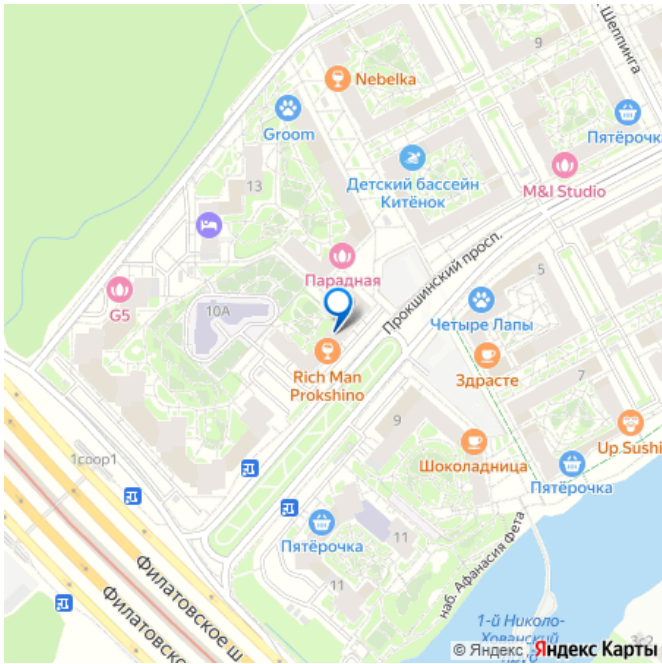 Шеппинга
9
Nebelka
Groom
Пятёрочка
Детский бассейн
Китёнок
M&I Studio
13
Парадная
Прокшинский просп.
5
G5
10А
Четыре Лапы
Rich Man
Prokshino
Здрасте
7
9
Up Sushi
Шоколадница
1соор1
Пятёрочка
Пятёрочка
11
11
наб. Афанасия Фета
Филатовское ш
Филатовское
1-й Николо-
Хованский
3с2
© Яндекс Яндекс Карты